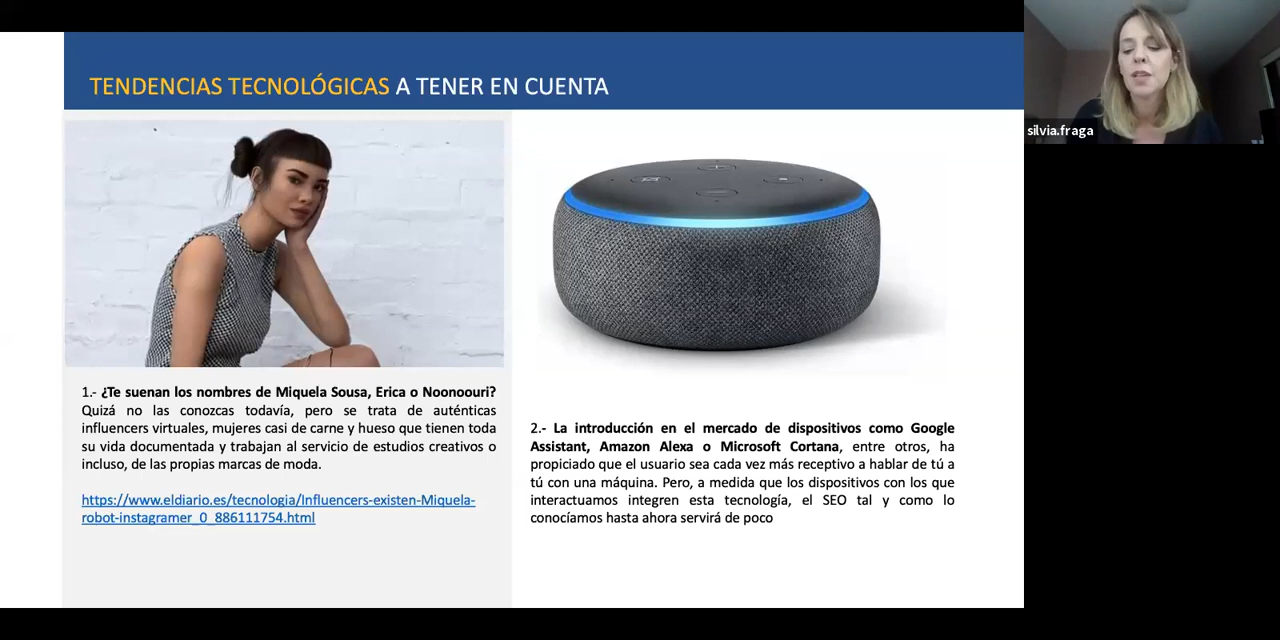 TENDENCIAS TECNOLÓGICAS A TENER EN CUENTA
silvia.fraga
1.- ¿Te suenan los nombres de Miquela Sousa, Erica o Noonoouri?
Quizá no las conozcas todavía, pero se trata de auténticas
influencers virtuales, mujeres casi de carne y hueso que tienen toda
su vida documentada y trabajan al servicio de estudios creativos o
incluso, de las propias marcas de moda.
https://www.eldiario.es/tecnologia/Influencers-existen-Miquela-
robot-instagramer_0_886111754.html
2.- La introducción en el mercado de dispositivos como Google
Assistant, Amazon Alexa o Microsoft Cortana, entre otros, ha
propiciado que el usuario sea cada vez más receptivo a hablar de tú a
tú con una máquina. Pero, a medida que los dispositivos con los que
interactuamos integren esta tecnología, el SEO tal y como lo
conocíamos hasta ahora servirá de poco